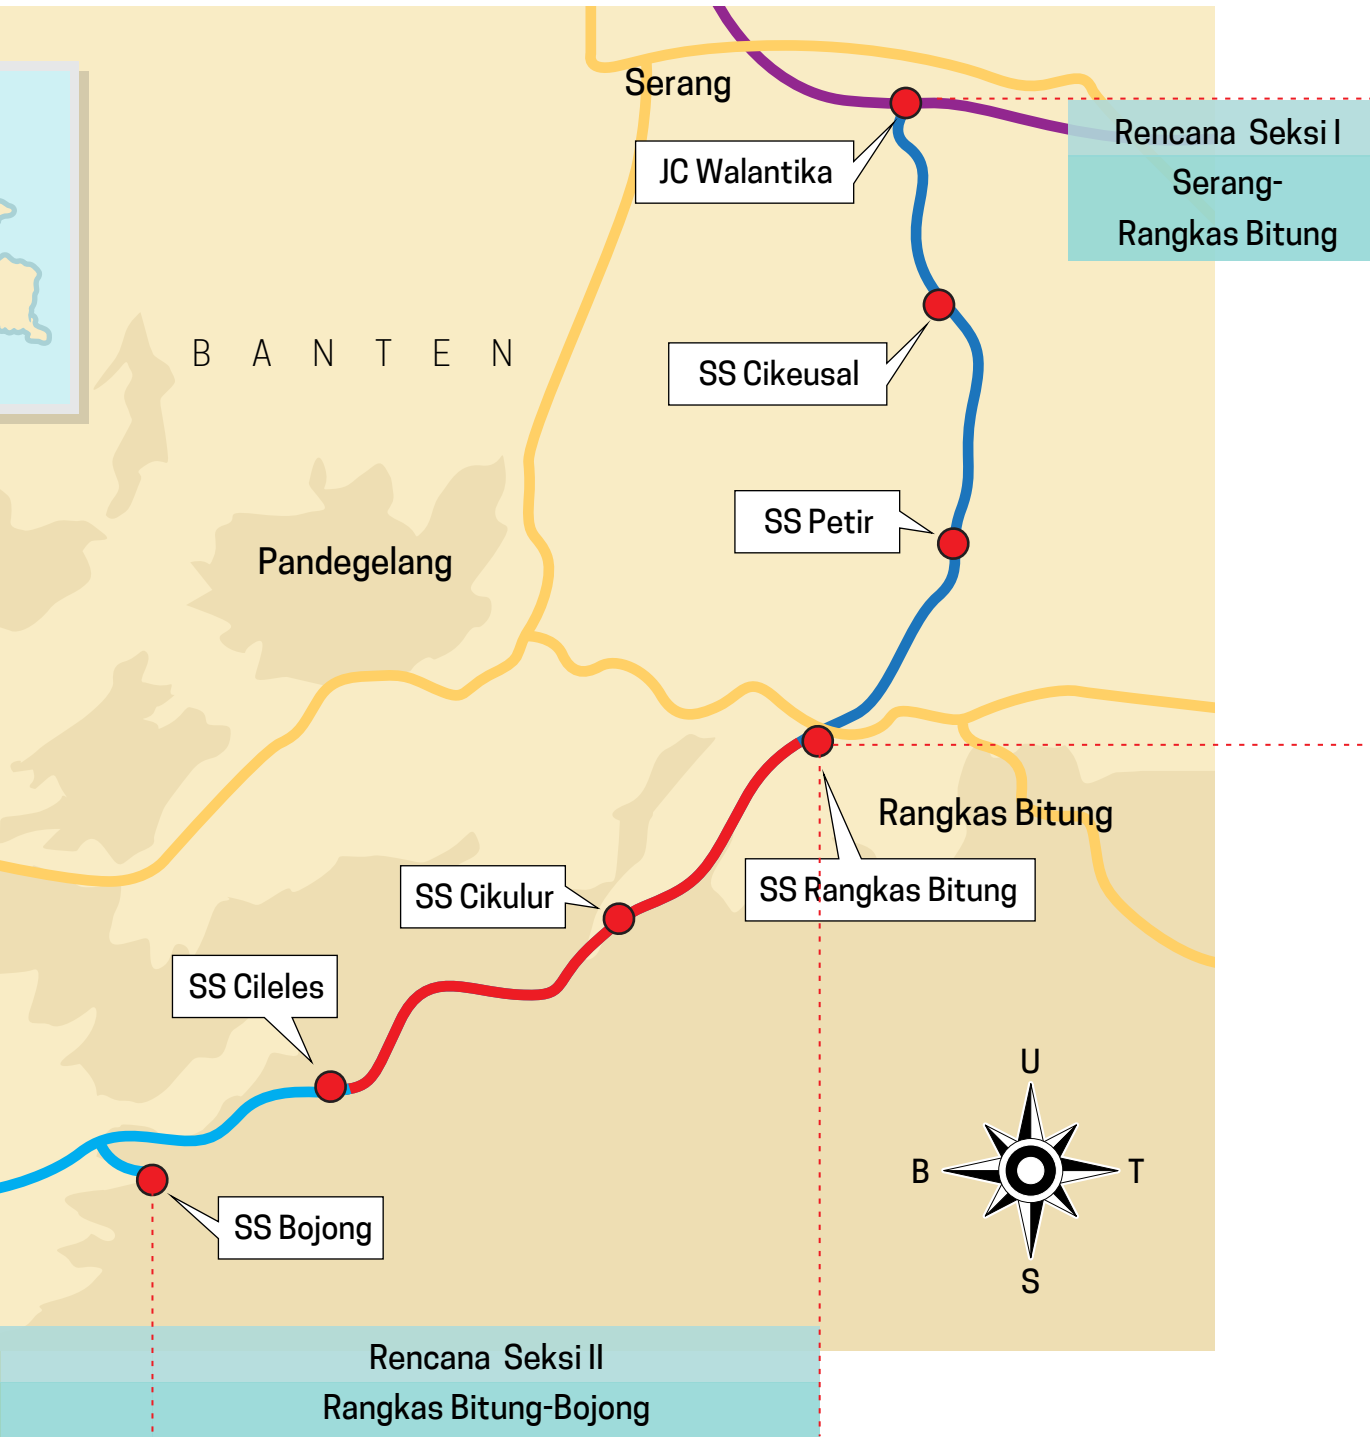 Serang
JC Walantika
Rencana Seksi I
Serang-
Rangkas Bitung
BANTEN
SS Cikeusal
SS Petir
Pandegelang
Rangkas Bitung
SS Rangkas Bitung
SS Cikulur
SS Cileles
SS Bojong
U
B
T
S
Rencana Seksi II
Rangkas Bitung-Bojong